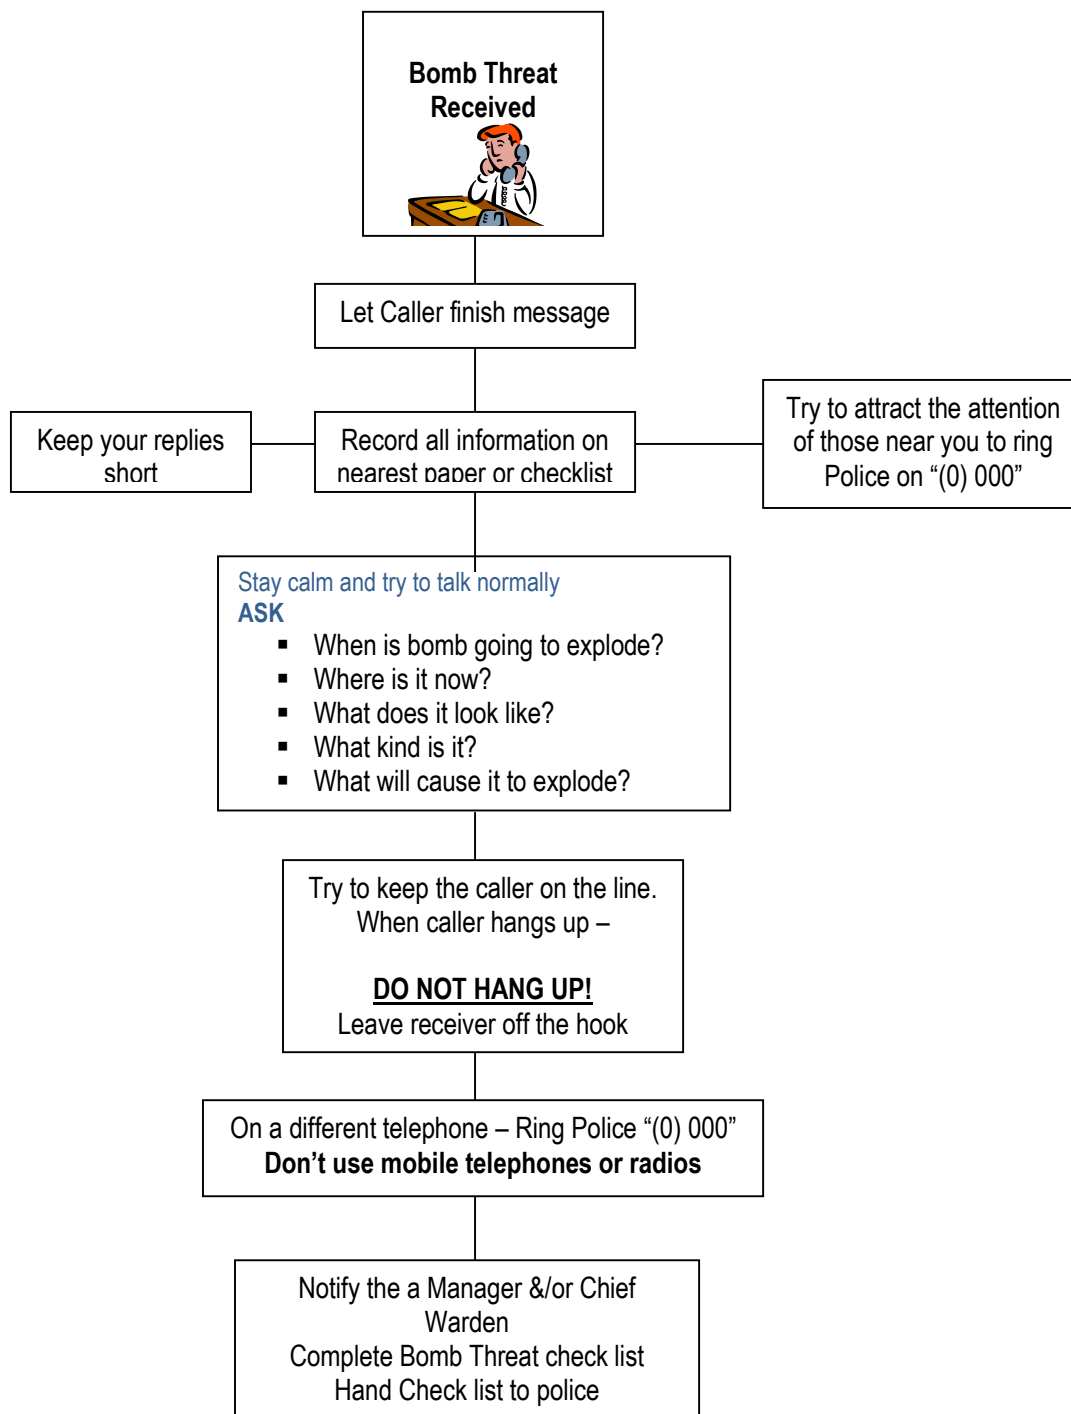 Bomb Threat
Received
Let Caller finish message
Keep your replies
short
Record all information on
nearest paper or checklist
Try to attract the attention
of those near you to ring
Police on “(0) 000”
Stay calm and try to talk normally
ASK
▪ When is bomb going to explode?
▪ Where is it now?
▪ What does it look like?
▪ What kind is it?
▪ What will cause it to explode?
Try to keep the caller on the line.
When caller hangs up –
DO NOT HANG UP!
Leave receiver off the hook
On a different telephone – Ring Police “(0) 000”
Don’t use mobile telephones or radios
Notify the a Manager &/or Chief
Warden
Complete Bomb Threat check list
Hand Check list to police